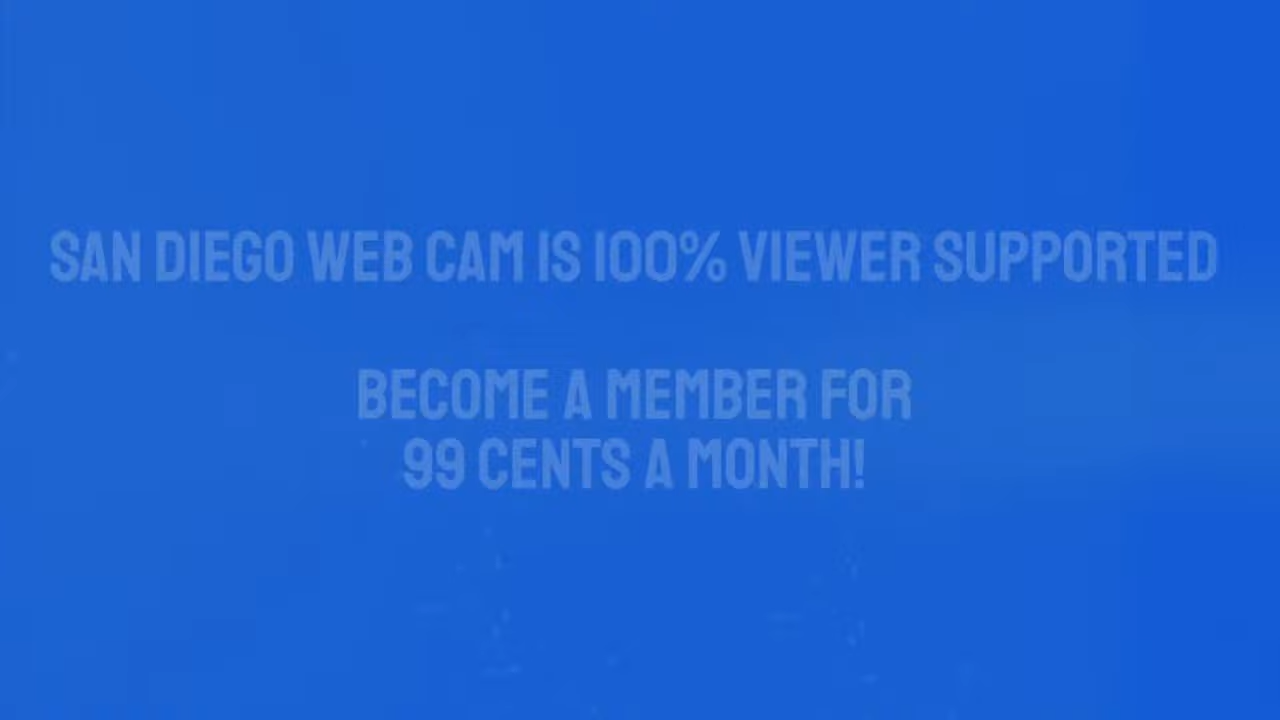 SAN DIEGO WEB CAM IS 100% VIEWER SUPPORTED
BECOME A MEMBER FOR
99 CENTS A MONTH!